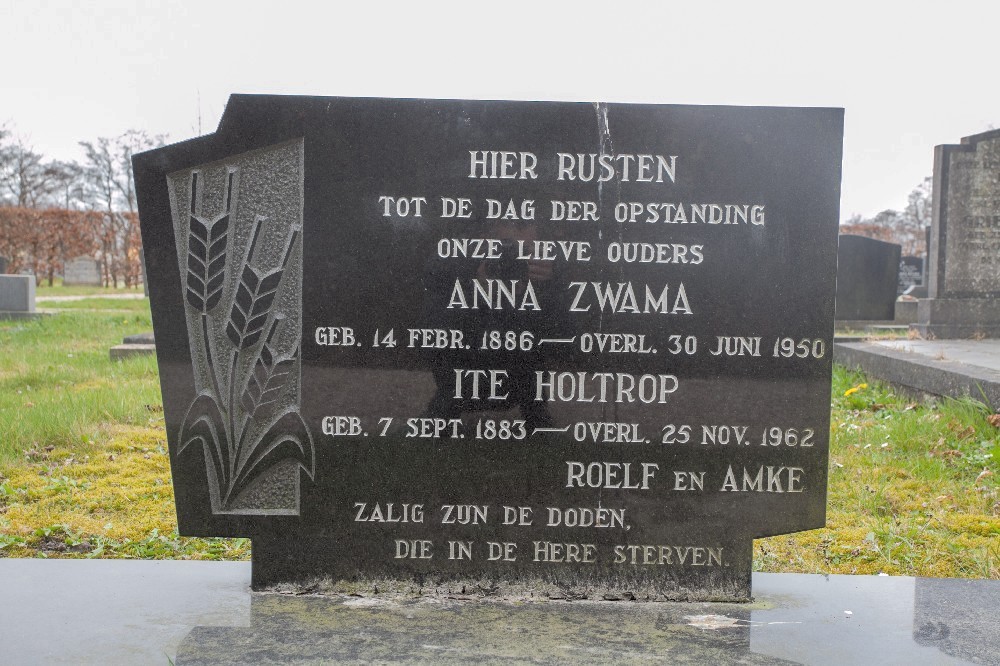 HIER RUSTEN
TOT DE DAG DER OPSTANDING
ONZE LIEVE OUDERS
ANNA ZWAMA
GEB. 14 FEBR. 1886 — OVERL. 30 JUNI 1950
ITE HOLTROP
GEB. 7 SEPT. 1883 — OVERL. 25 NOV. 1962
ROELF EN AMKE
ZALIG ZIJN DE DODEN,
DIE IN DE HERE STERVEN.